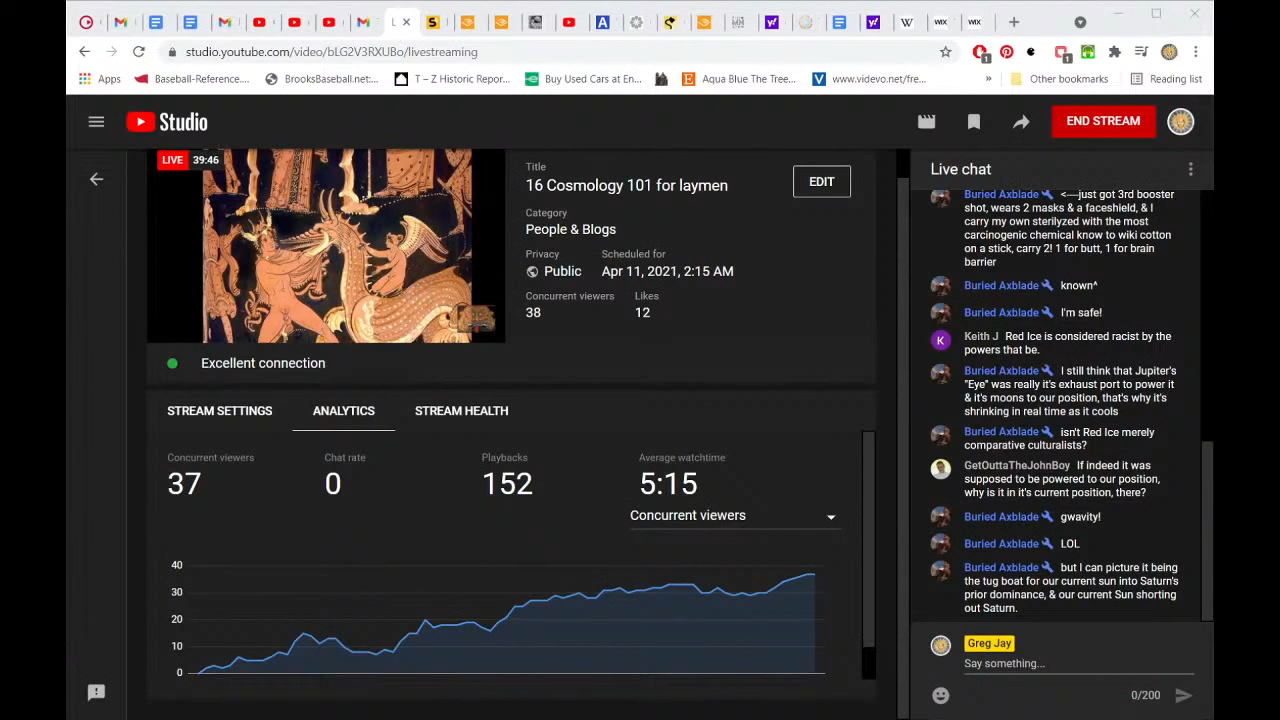 L
S
A
W
WIX
WIX
studio.youtube.com/video/bLG2V3RXUBo/livestreaming
1
1
Apps
Baseball-Reference...
BrooksBaseball.net:...
T – Z Historic Repor...
Buy Used Cars at En...
E
Aqua Blue The Tree...
V
www.videvo.net/fre...
»
Other bookmarks
Reading list
Studio
END STREAM
LIVE 39:46
Title
16 Cosmology 101 for laymen
EDIT
Category
People & Blogs
Privacy
Scheduled for
Public
Apr 11, 2021, 2:15 AM
Concurrent viewers
Likes
38
12
Excellent connection
STREAM SETTINGS
ANALYTICS
STREAM HEALTH
Concurrent viewers
Chat rate
Playbacks
Average watchtime
37
0
152
5:15
Concurrent viewers
40
30
20
10
0
Live chat
Buried Axblade <---just got 3rd booster
shot, wears 2 masks & a faceshield, & I
carry my own sterilyzed with the most
carcinogenic chemical know to wiki cotton
on a stick, carry 2! 1 for butt, 1 for brain
barrier
Buried Axblade known^
Buried Axblade I'm safe!
K
Keith J Red Ice is considered racist by the
powers that be.
Buried Axblade I still think that Jupiter's
"Eye" was really it's exhaust port to power it
& it's moons to our position, that's why it's
shrinking in real time as it cools
Buried Axblade isn't Red Ice merely
comparative culturalists?
GetOuttaTheJohnBoy If indeed it was
supposed to be powered to our position,
why is it in it's current position, there?
Buried Axblade gwavity!
Buried Axblade LOL
Buried Axblade but I can picture it being
the tug boat for our current sun into Saturn's
prior dominance, & our current Sun shorting
out Saturn.
Greg Jay
Say something...
0/200